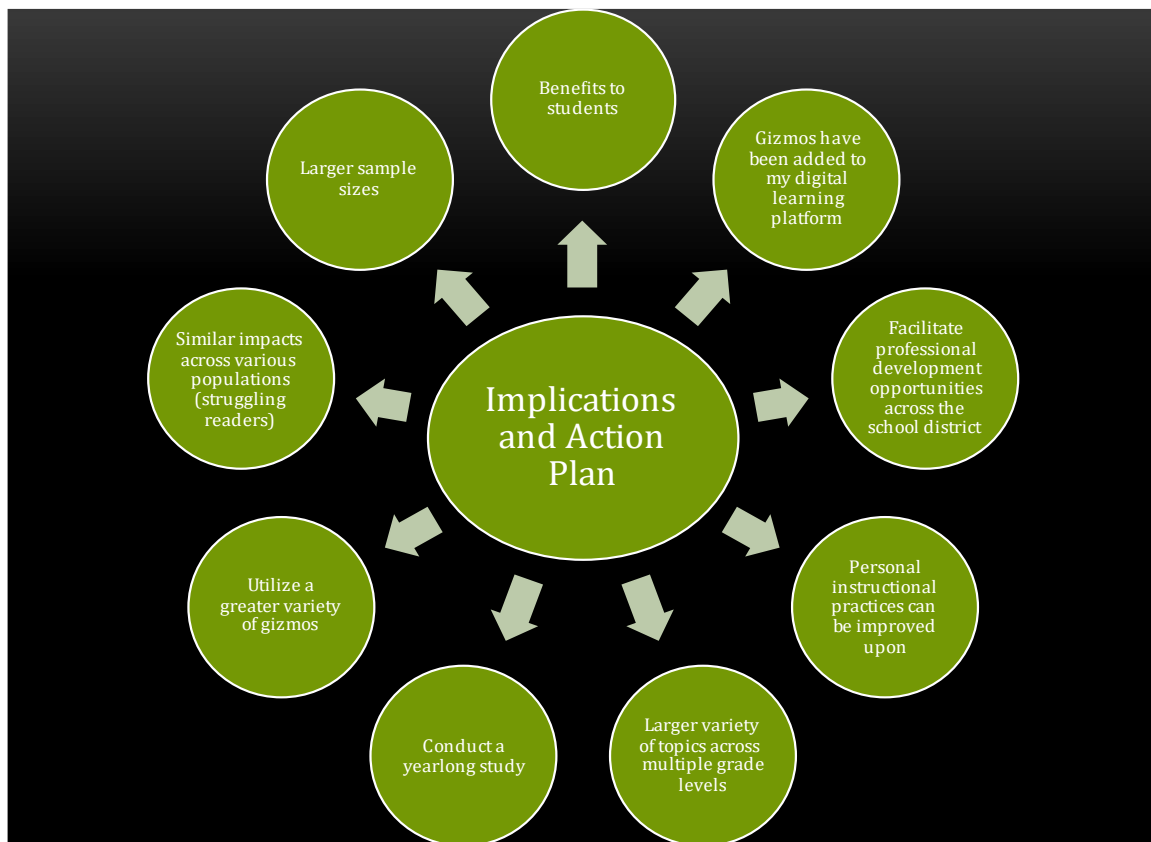 Implications
and Action
Plan
Benefits to
students
Gizmos have
been added to
my digital
learning
platform
Facilitate
professional
development
opportunities
across the
school district
Personal
instructional
practices can
be improved
upon
Larger variety
of topics across
multiple grade
levels
Conduct a
yearlong study
Utilize a
greater variety
of gizmos
Similar impacts
across various
populations
(struggling
readers)
Larger sample
sizes